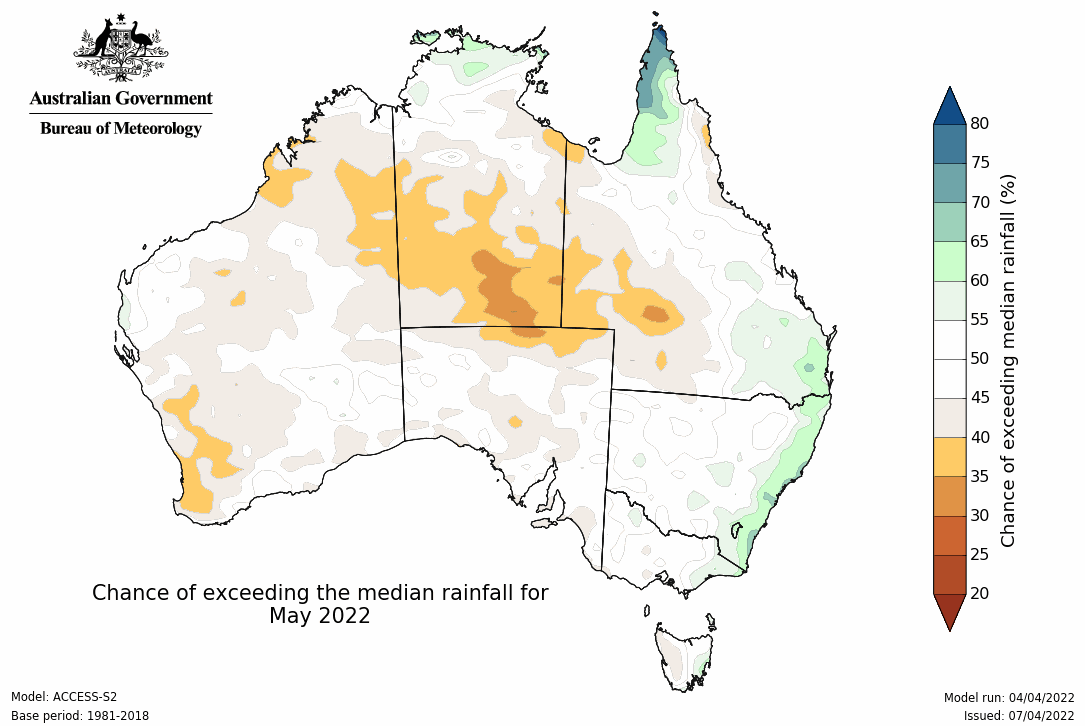 AUSTRALIA
Australian Government
Bureau of Meteorology
80
75
70
65
60
55
50
45
40
35
30
25
20
Chance of exceeding median rainfall (%)
Chance of exceeding the median rainfall for
May 2022
Model: ACCESS-S2
Base period: 1981-2018
Model run: 04/04/2022
Issued: 07/04/2022